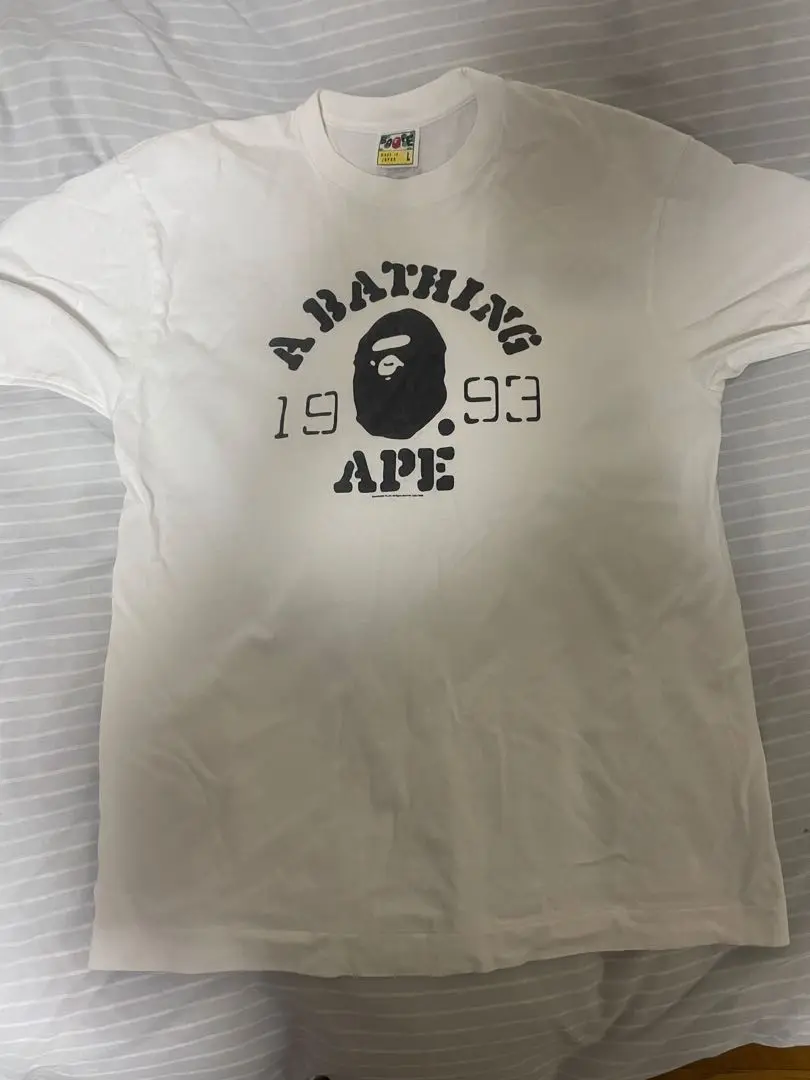 MADE IN
JAPAN
L
A BATHING
19 93
APE